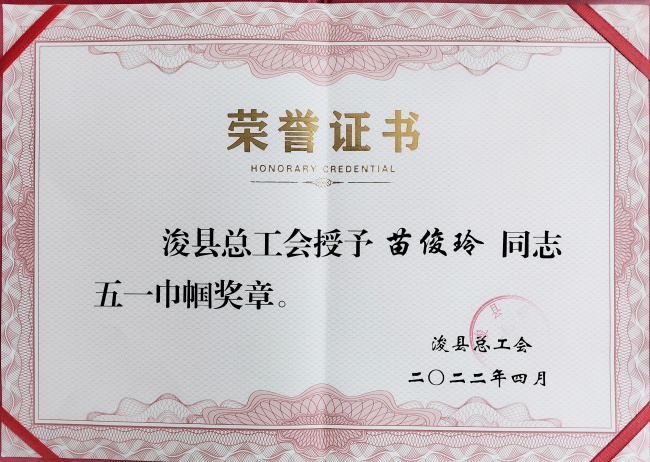 荣誉证书
HONORARY CREDENTIAL
浚县总工会授予 苗俊玲 同志
五一巾帼奖章。
浚县总工会
二〇二二年四月